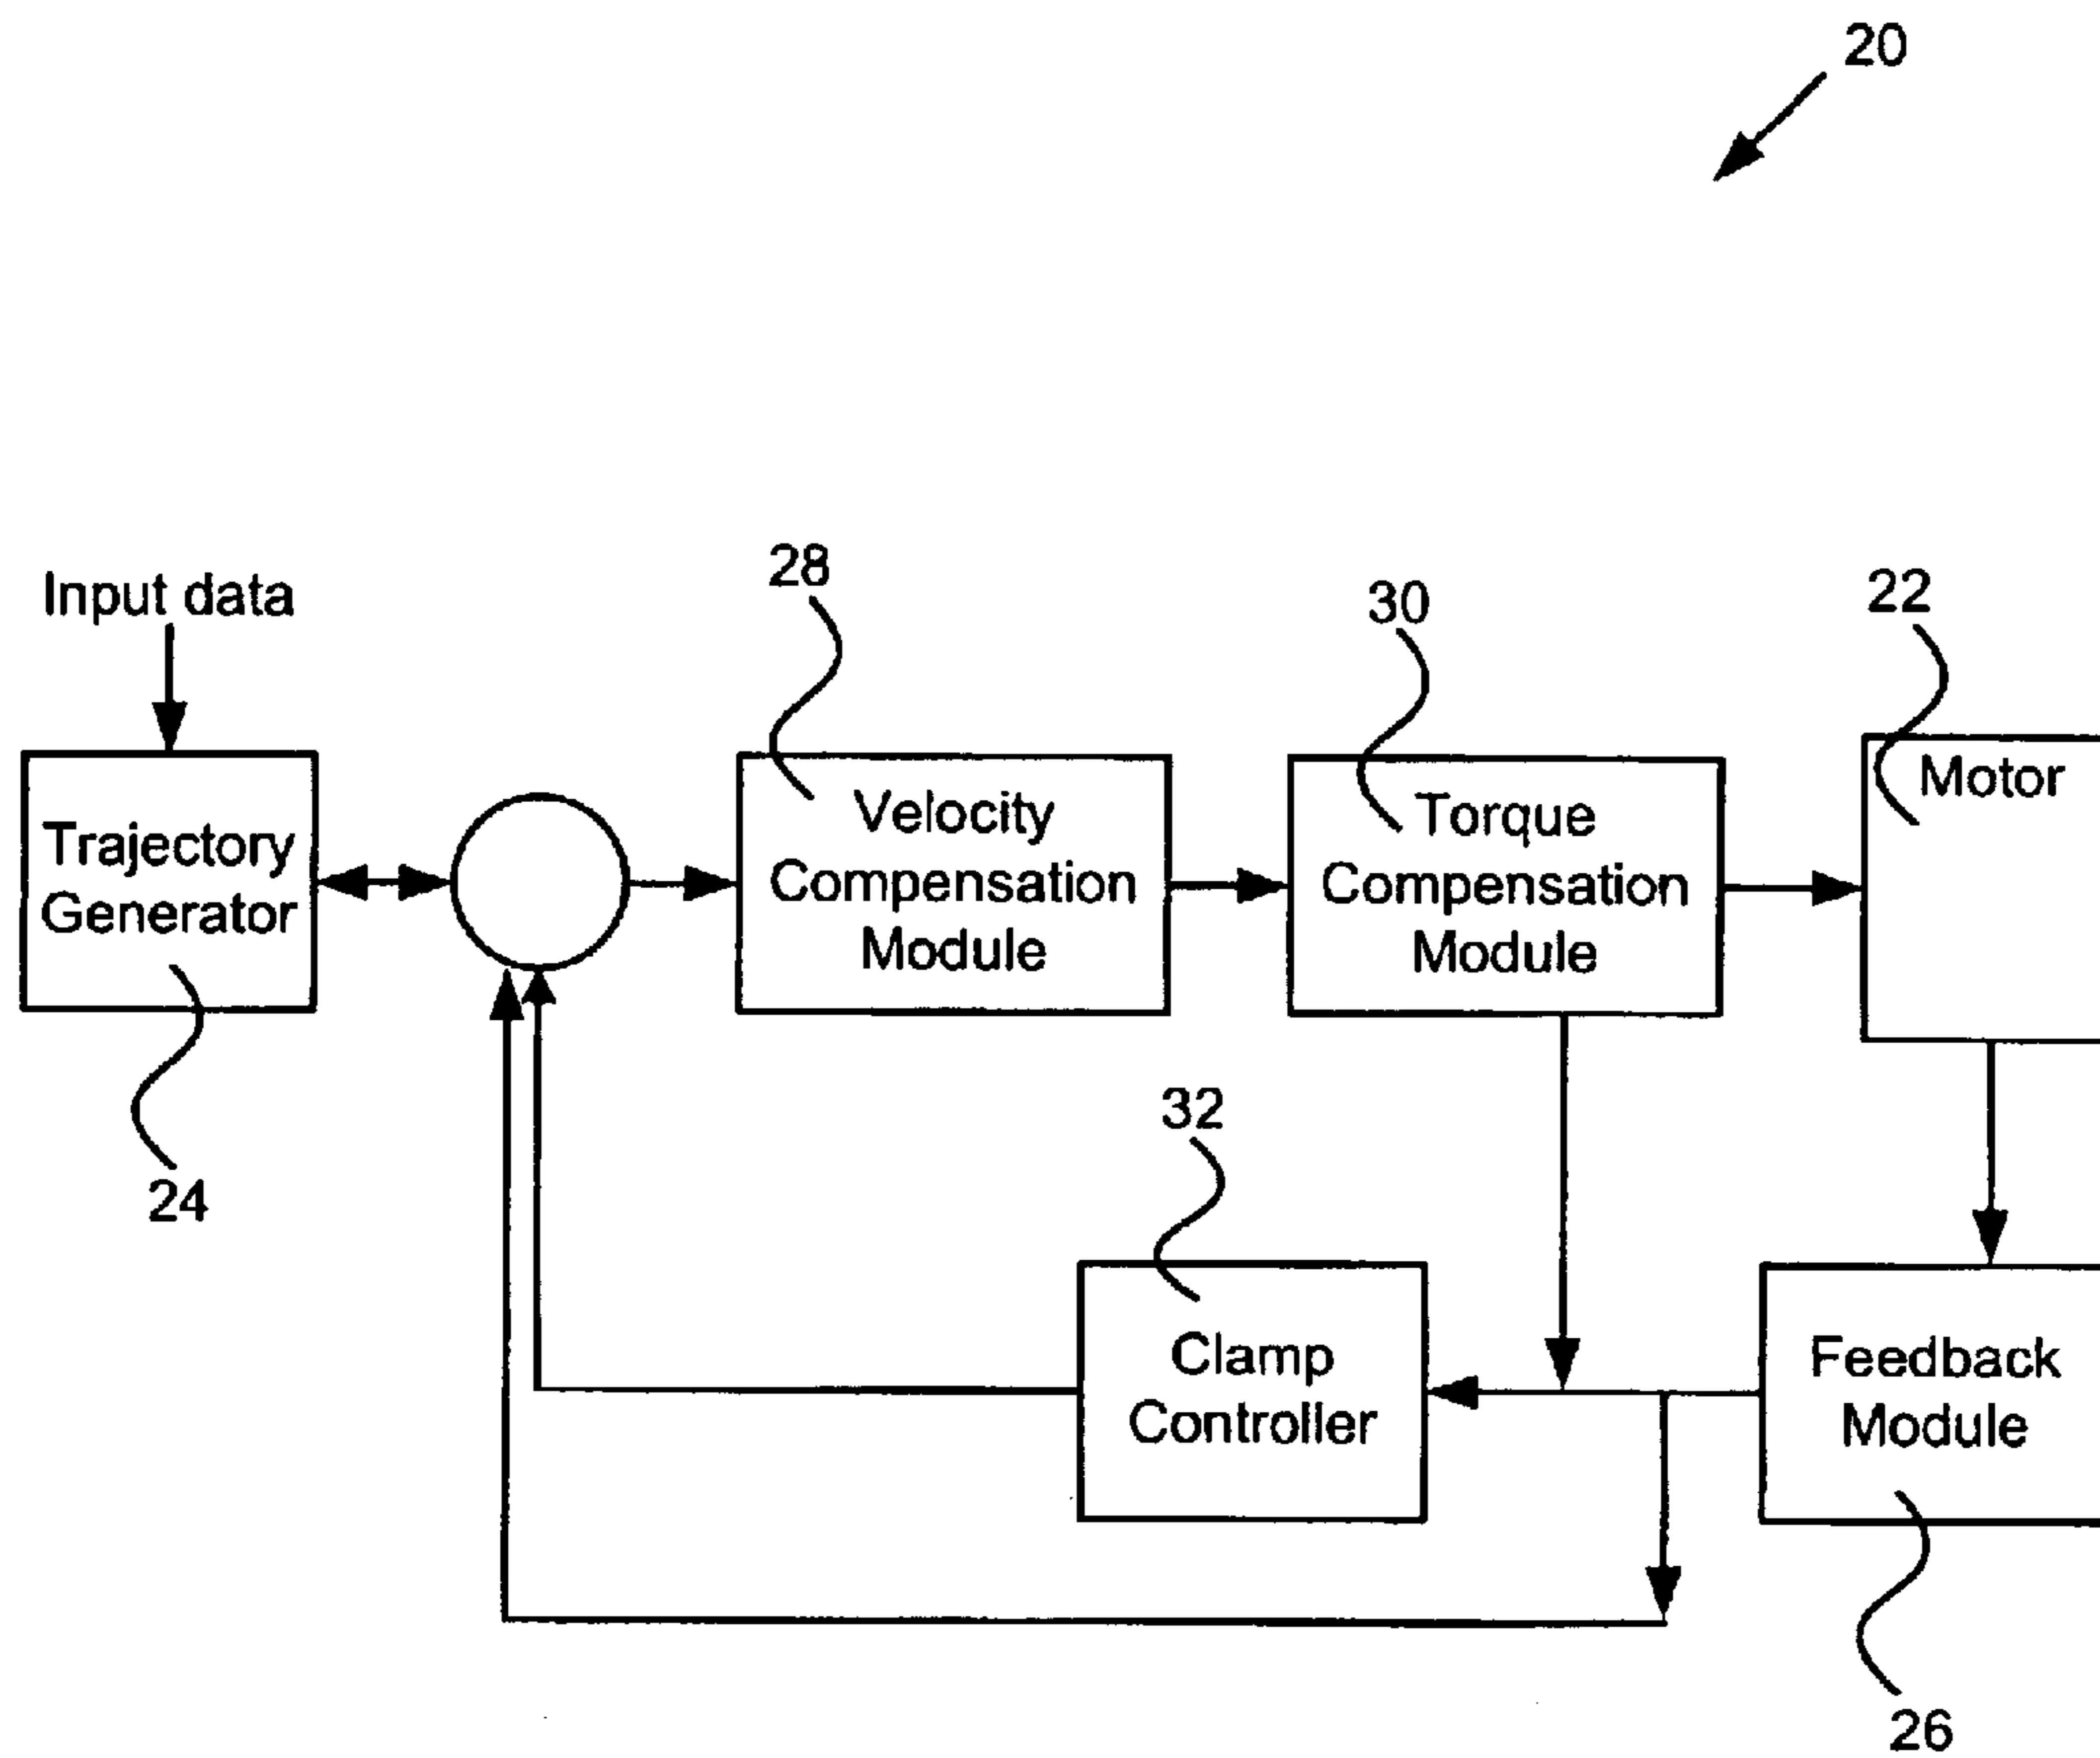 20
Input data
28
30
22
Trajectory
Generator
24
Velocity
Compensation
Module
Torque
Compensation
Module
Motor
32
Clamp
Controller
Feedback
Module
26